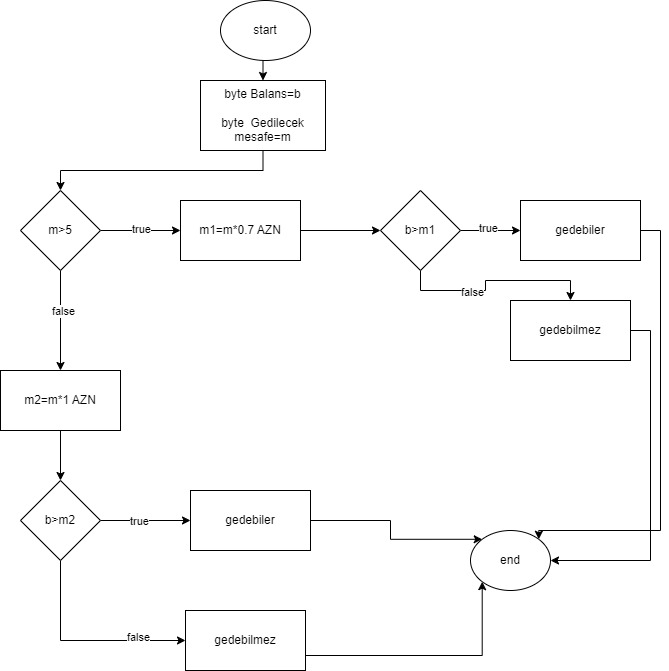 start
byte Balans=b
byte Gedilecek
mesafe=m
m>5
true
m1=m*0.7 AZN
b>m1
true
gedebiler
false
gedebilmez
false
m2=m*1 AZN
b>m2
true
gedebiler
end
false
gedebilmez